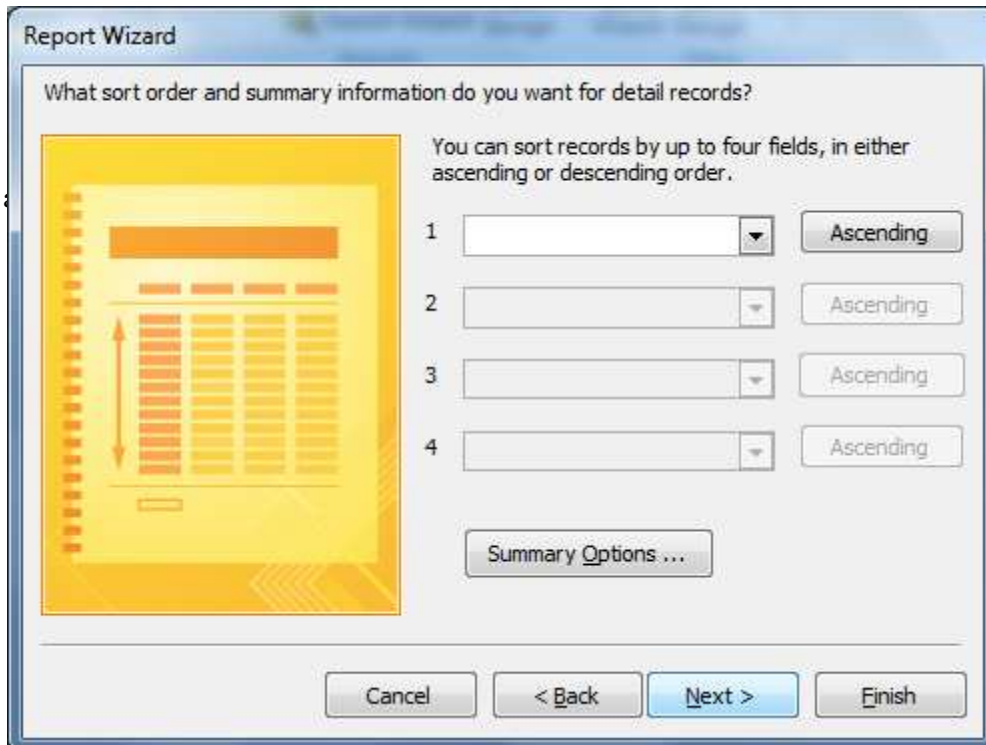 Report Wizard
What sort order and summary information do you want for detail records?
You can sort records by up to four fields, in either
ascending or descending order.
1 Ascending
2 Ascending
3 Ascending
4 Ascending
Summary Options ...
Cancel < Back Next > Finish